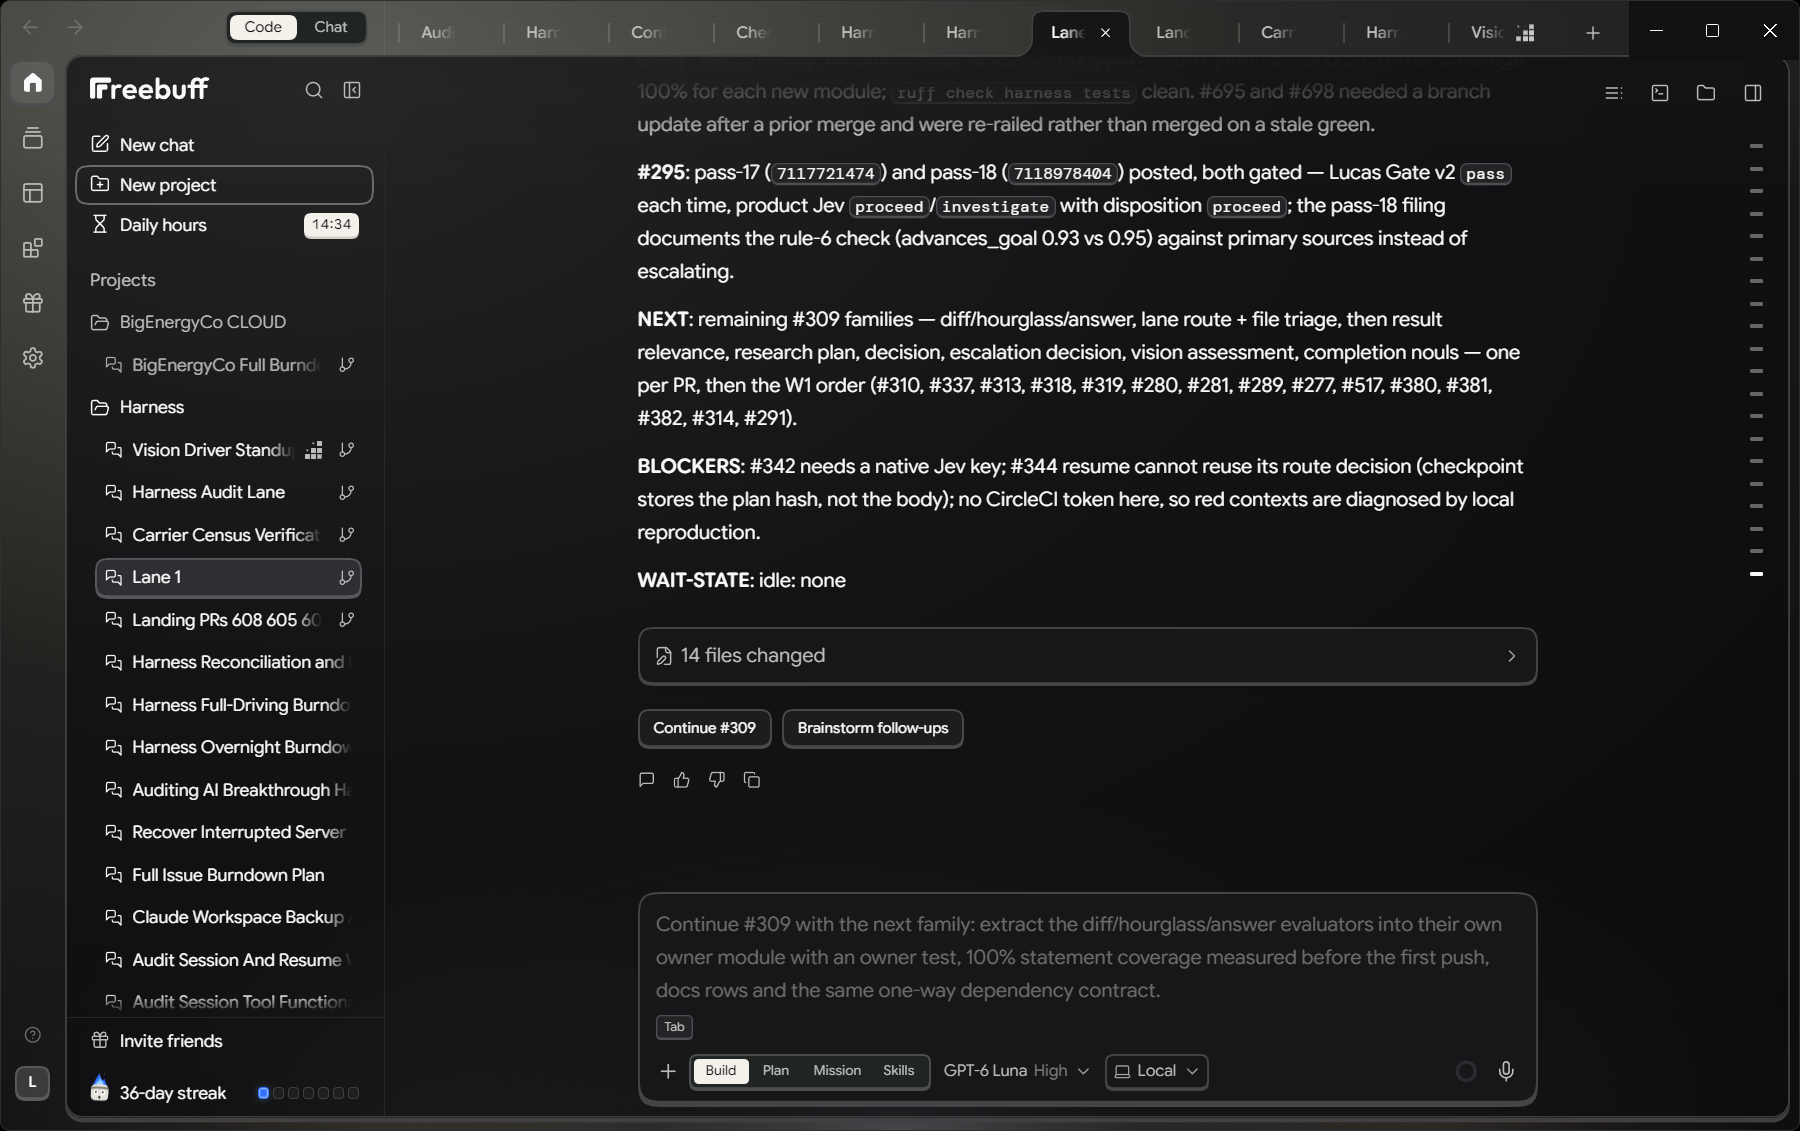 Code
Chat
Audi
Harr
Con
Che
Harr
Harr
Lane
Lanc
Carr
Harr
Visic
Freebuff
New chat
New project
Daily hours
14:34
Projects
BigEnergyCo CLOUD
BigEnergyCo Full Burnd
Harness
Vision Driver Standu
Harness Audit Lane
Carrier Census Verificat
Lane 1
Landing PRs 608 605 60
Harness Reconciliation and
Harness Full-Driving Burndo
Harness Overnight Burndow
Auditing AI Breakthrough Ha
Recover Interrupted Server
Full Issue Burndown Plan
Claude Workspace Backup
Audit Session And Resume
Audit Session Tool Function
Invite friends
L
36-day streak
100% for each new module; ruff check harness tests clean. #695 and #698 needed a branch
update after a prior merge and were re-railed rather than merged on a stale green.
#295: pass-17 (7117721474) and pass-18 (7118978404) posted, both gated — Lucas Gate v2 pass
each time, product Jev proceed/investigate with disposition proceed; the pass-18 filing
documents the rule-6 check (advances_goal 0.93 vs 0.95) against primary sources instead of
escalating.
NEXT: remaining #309 families — diff/hourglass/answer, lane route + file triage, then result
relevance, research plan, decision, escalation decision, vision assessment, completion nouls — one
per PR, then the W1 order (#310, #337, #313, #318, #319, #280, #281, #289, #277, #517, #380, #381,
#382, #314, #291).
BLOCKERS: #342 needs a native Jev key; #344 resume cannot reuse its route decision (checkpoint
stores the plan hash, not the body); no CircleCI token here, so red contexts are diagnosed by local
reproduction.
WAIT-STATE: idle: none
14 files changed
Continue #309
Brainstorm follow-ups
Continue #309 with the next family: extract the diff/hourglass/answer evaluators into their own
owner module with an owner test, 100% statement coverage measured before the first push,
docs rows and the same one-way dependency contract.
Tab
Build
Plan
Mission
Skills
GPT-6 Luna High
Local